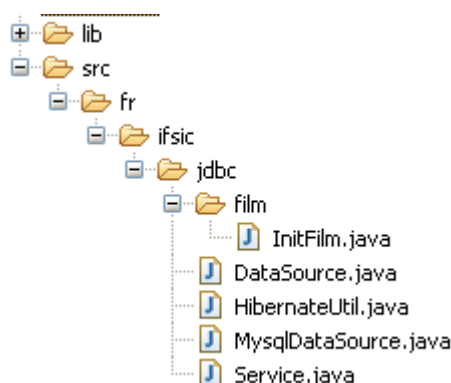 lib
src
fr
ifsic
jdbc
film
InitFilm.java
DataSource.java
HibernateUtil.java
MysqlDataSource.java
Service.java